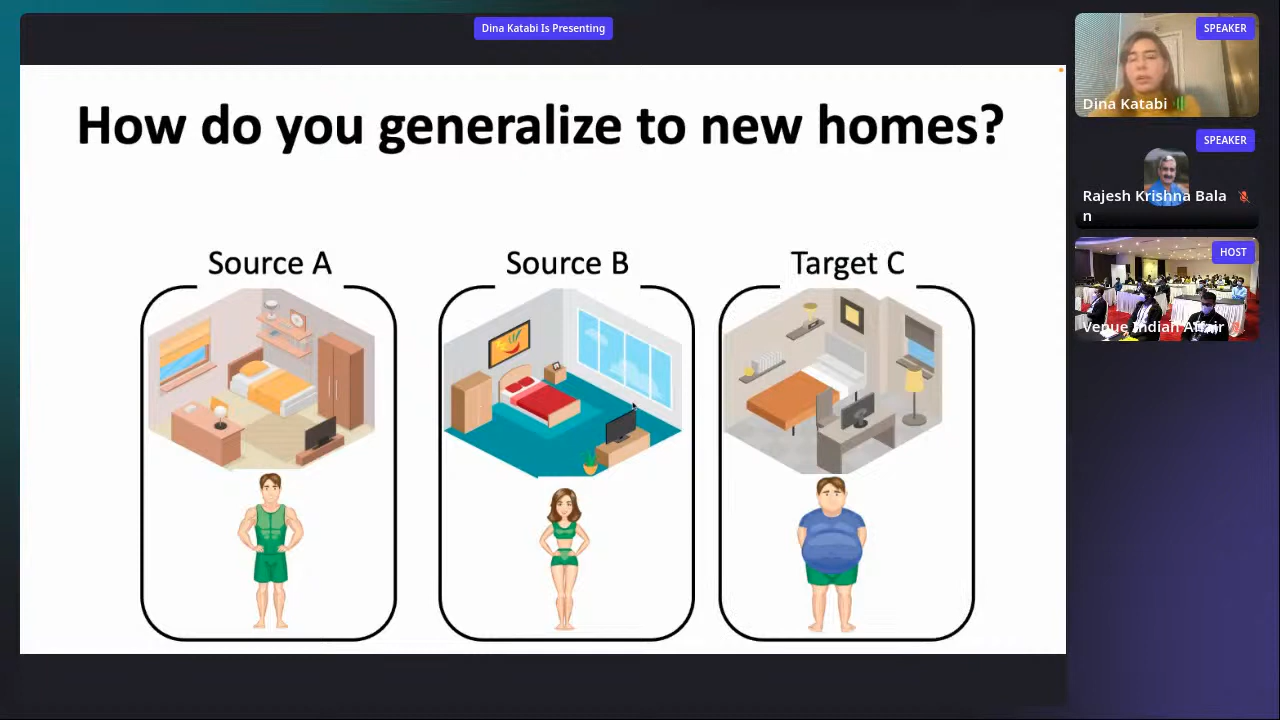 Dina Katabi Is Presenting
How do you generalize to new homes?
Source A
Source B
Target C
SPEAKER
Dina Katabi
SPEAKER
Rajesh Krishna Bala
n
HOST
Venue Indian Affair